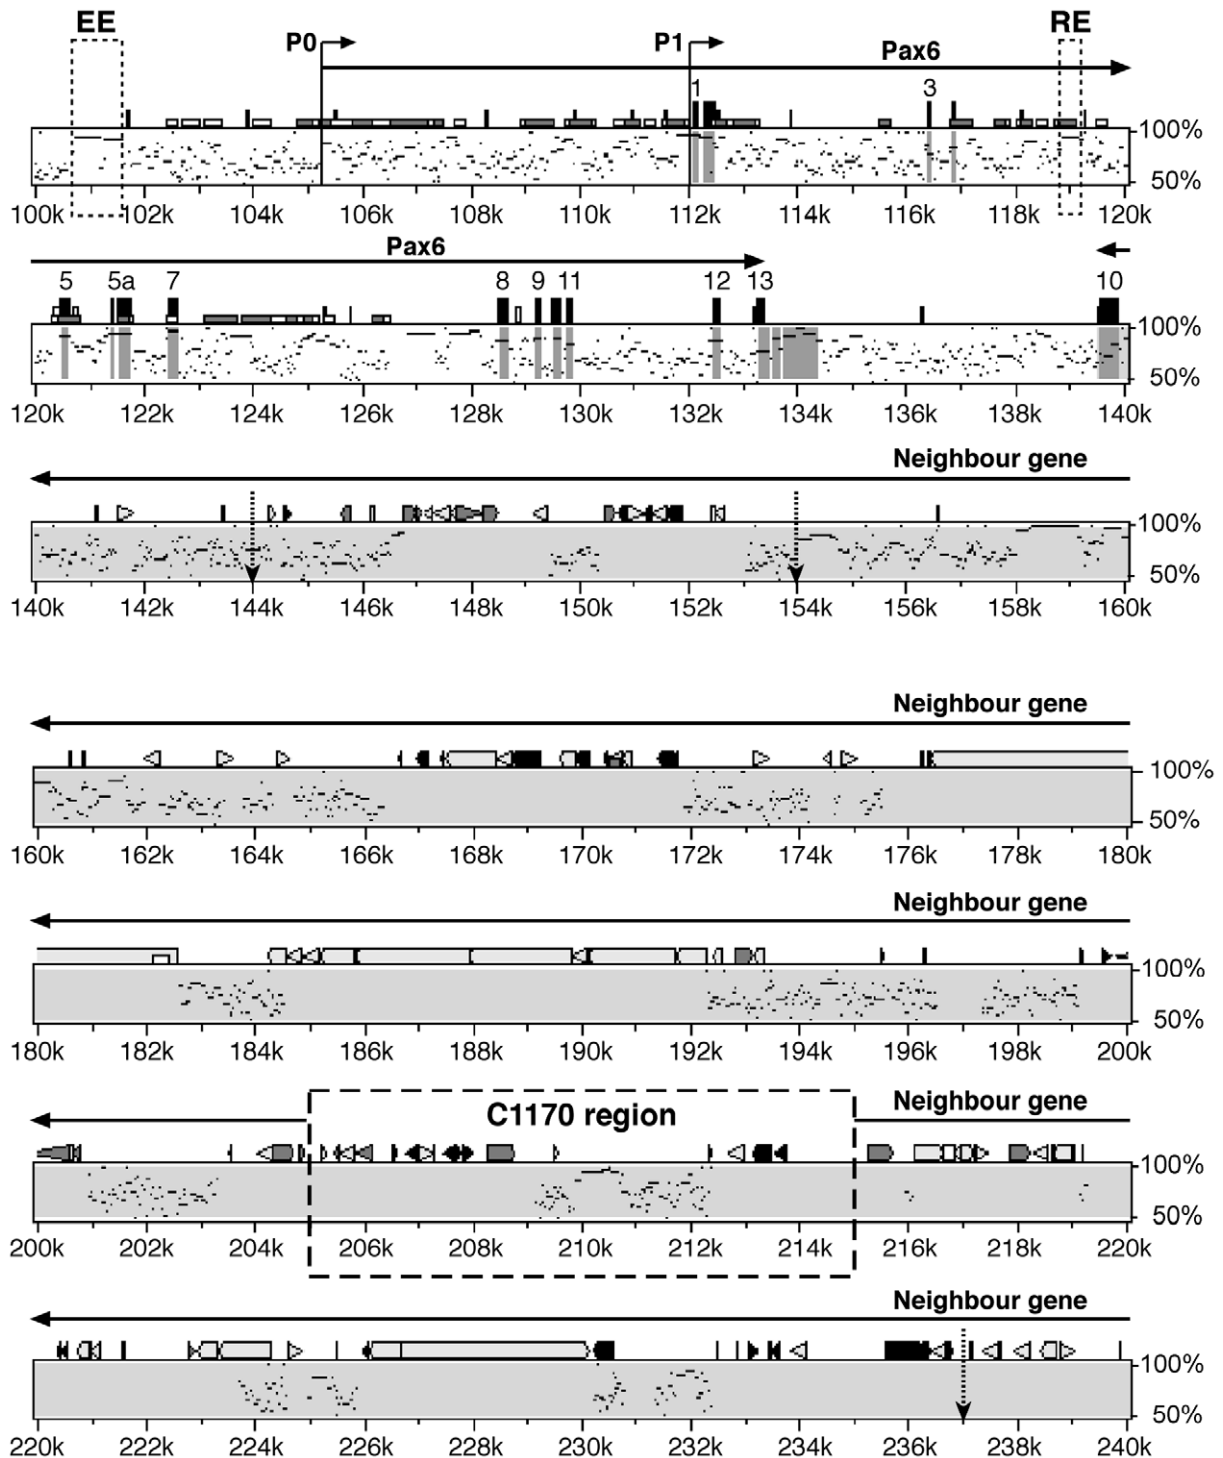 EE RE
P0 P1 Pax6
1 3
100%
50%
100k 102k 104k 106k 108k 110k 112k 114k 116k 118k 120k
Pax6
5 5a 7 8 9 11 12 13 10
100%
50%
120k 122k 124k 126k 128k 130k 132k 134k 136k 138k 140k
Neighbour gene
100%
50%
140k 142k 144k 146k 148k 150k 152k 154k 156k 158k 160k
Neighbour gene
100%
50%
160k 162k 164k 166k 168k 170k 172k 174k 176k 178k 180k
Neighbour gene
100%
50%
180k 182k 184k 186k 188k 190k 192k 194k 196k 198k 200k
C1170 region Neighbour gene
100%
50%
200k 202k 204k 206k 208k 210k 212k 214k 216k 218k 220k
Neighbour gene
100%
50%
220k 222k 224k 226k 228k 230k 232k 234k 236k 238k 240k